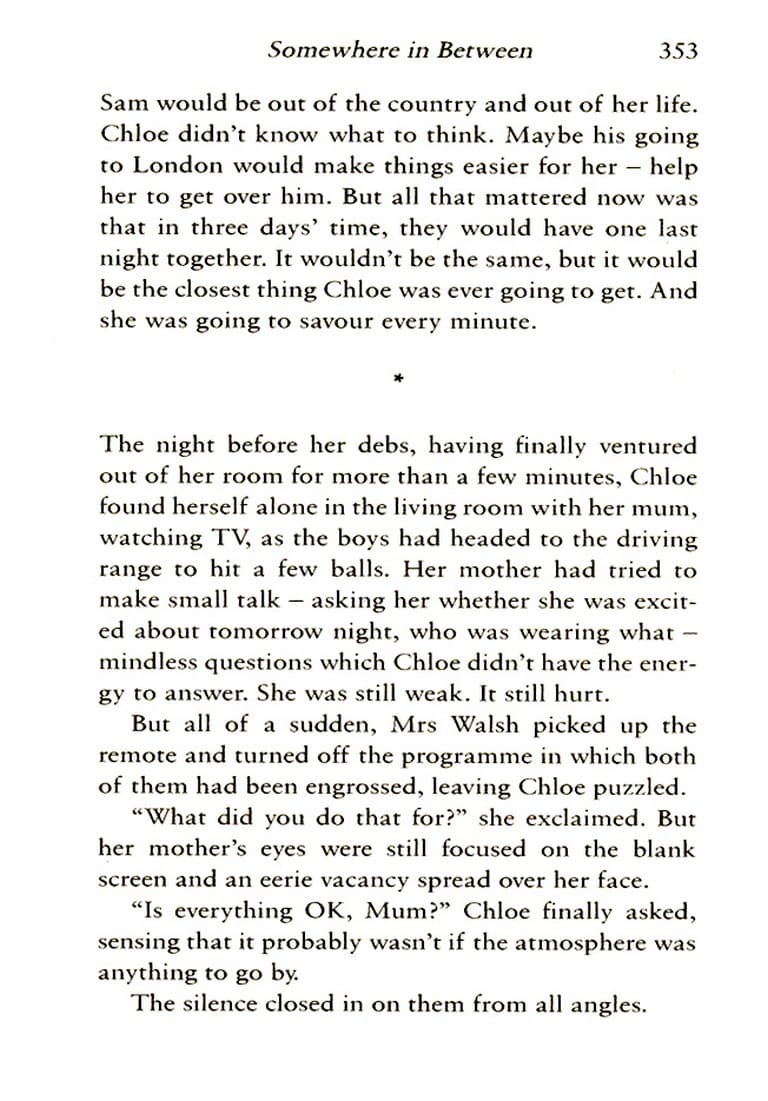 Somewhere in Between 353
Sam would be out of the country and out of her life.
Chloe didn't know what to think. Maybe his going
to London would make things easier for her – help
her to get over him. But all that mattered now was
that in three days' time, they would have one last
night together. It wouldn't be the same, but it would
be the closest thing Chloe was ever going to get. And
she was going to savour every minute.
*
The night before her debs, having finally ventured
out of her room for more than a few minutes, Chloe
found herself alone in the living room with her mum,
watching TV, as the boys had headed to the driving
range to hit a few balls. Her mother had tried to
make small talk – asking her whether she was excit-
ed about tomorrow night, who was wearing what –
mindless questions which Chloe didn't have the ener-
gy to answer. She was still weak. It still hurt.
But all of a sudden, Mrs Walsh picked up the
remote and turned off the programme in which both
of them had been engrossed, leaving Chloe puzzled.
“What did you do that for?” she exclaimed. But
her mother's eyes were still focused on the blank
screen and an eerie vacancy spread over her face.
“Is everything OK, Mum?” Chloe finally asked,
sensing that it probably wasn't if the atmosphere was
anything to go by.
The silence closed in on them from all angles.